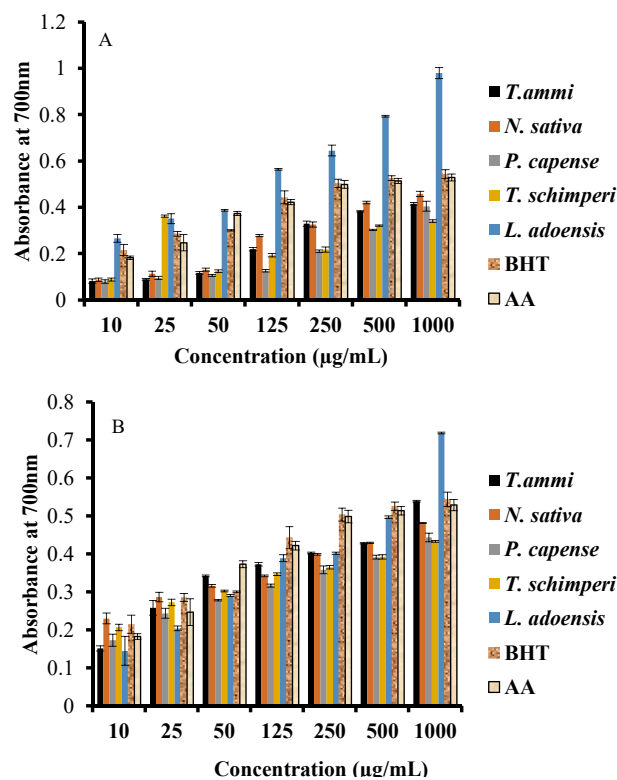 A
Absorbance at 700nm
1.2
1
0.8
0.6
0.4
0.2
0
10 25 50 125 250 500 1000
Concentration (µg/mL)
T.ammi
N. sativa
P. capense
T. schimperi
L. adoensis
BHT
AA
B
Absorbance at 700nm
0.8
0.7
0.6
0.5
0.4
0.3
0.2
0.1
0
10 25 50 125 250 500 1000
Concentration (µg/mL)
T.ammi
N. sativa
P. capense
T. schimperi
L. adoensis
BHT
AA